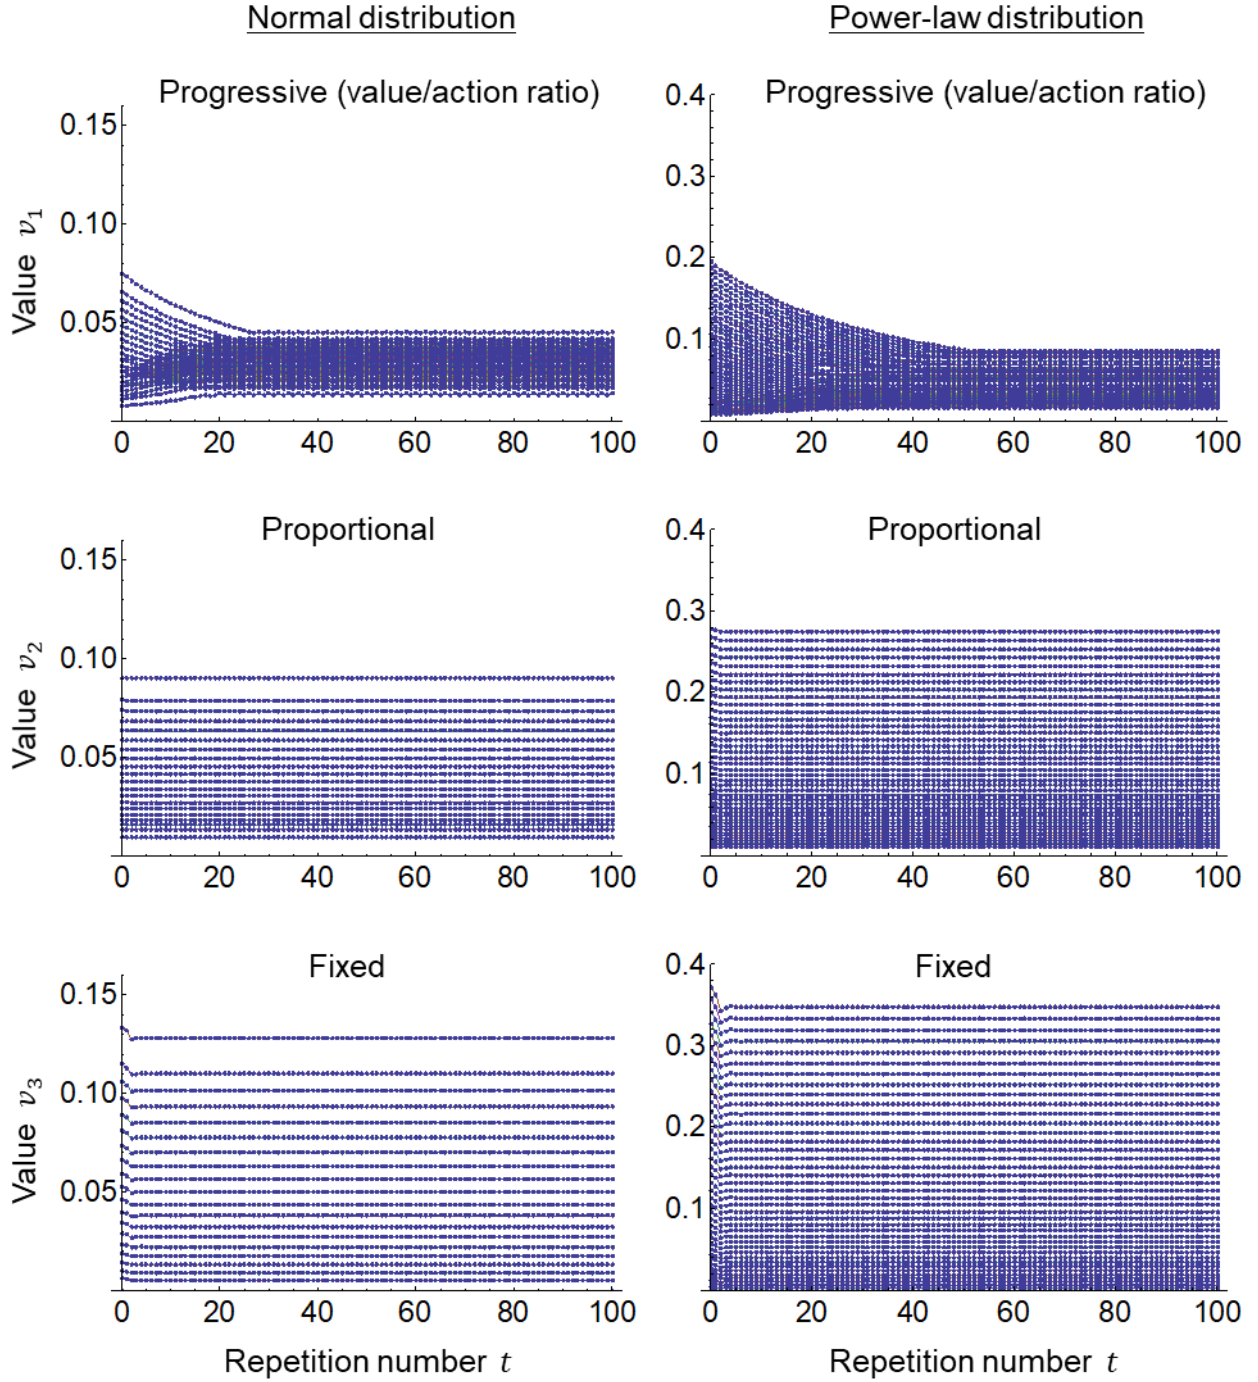 Normal distribution
Power-law distribution
Progressive (value/action ratio)
0.15
0.10
0.05
Value v₁
0 20 40 60 80 100
Progressive (value/action ratio)
0.4
0.3
0.2
0.1
0 20 40 60 80 100
Proportional
0.15
0.10
0.05
Value v₂
0 20 40 60 80 100
Proportional
0.4
0.3
0.2
0.1
0 20 40 60 80 100
Fixed
0.15
0.10
0.05
Value v₃
0 20 40 60 80 100
Repetition number t
Fixed
0.4
0.3
0.2
0.1
0 20 40 60 80 100
Repetition number t